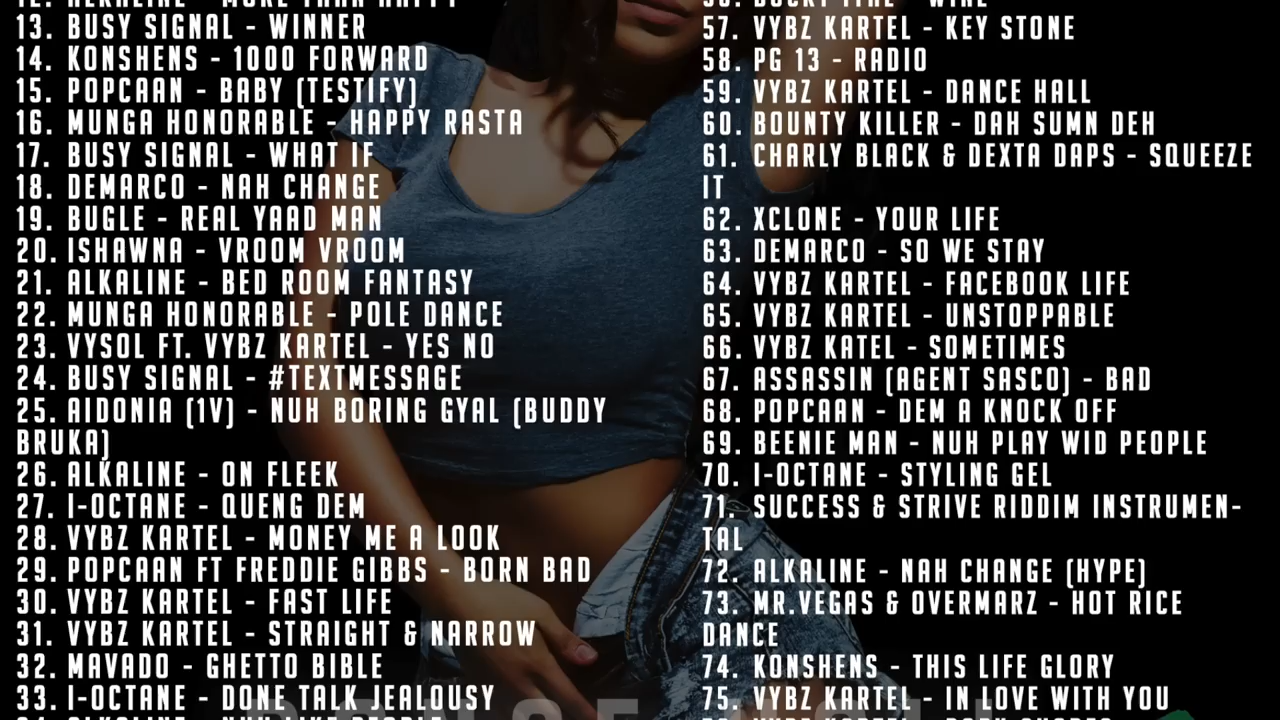 12. ALKALINE - MORE THAN HAPPY
13. BUSY SIGNAL - WINNER
14. KONSHENS - 1000 FORWARD
15. POPCAAN - BABY (TESTIFY)
16. MUNGA HONORABLE - HAPPY RASTA
17. BUSY SIGNAL - WHAT IF
18. DEMARCO - NAH CHANGE
19. BUGLE - REAL YAAD MAN
20. ISHAWNA - VROOM VROOM
21. ALKALINE - BED ROOM FANTASY
22. MUNGA HONORABLE - POLE DANCE
23. VYSOL FT. VYBZ KARTEL - YES NO
24. BUSY SIGNAL - #TEXTMESSAGE
25. AIDONIA (1V) - NUH BORING GYAL (BUDDY
BRUKA)
26. ALKALINE - ON FLEEK
27. I-OCTANE - QUENG DEM
28. VYBZ KARTEL - MONEY ME A LOOK
29. POPCAAN FT FREDDIE GIBBS - BORN BAD
30. VYBZ KARTEL - FAST LIFE
31. VYBZ KARTEL - STRAIGHT & NARROW
32. MAVADO - GHETTO BIBLE
33. I-OCTANE - DONE TALK JEALOUSY
34. ALKALINE - NUH LIKE PEOPLE
57. VYBZ KARTEL - KEY STONE
58. PG 13 - RADIO
59. VYBZ KARTEL - DANCE HALL
60. BOUNTY KILLER - DAH SUMN DEH
61. CHARLY BLACK & DEXTA DAPS - SQUEEZE
IT
62. XCLONE - YOUR LIFE
63. DEMARCO - SO WE STAY
64. VYBZ KARTEL - FACEBOOK LIFE
65. VYBZ KARTEL - UNSTOPPABLE
66. VYBZ KATEL - SOMETIMES
67. ASSASSIN (AGENT SASCO) - BAD
68. POPCAAN - DEM A KNOCK OFF
69. BEENIE MAN - NUH PLAY WID PEOPLE
70. I-OCTANE - STYLING GEL
71. SUCCESS & STRIVE RIDDIM INSTRUMEN-
TAL
72. ALKALINE - NAH CHANGE (HYPE)
73. MR.VEGAS & OVERMARZ - HOT RICE
DANCE
74. KONSHENS - THIS LIFE GLORY
75. VYBZ KARTEL - IN LOVE WITH YOU